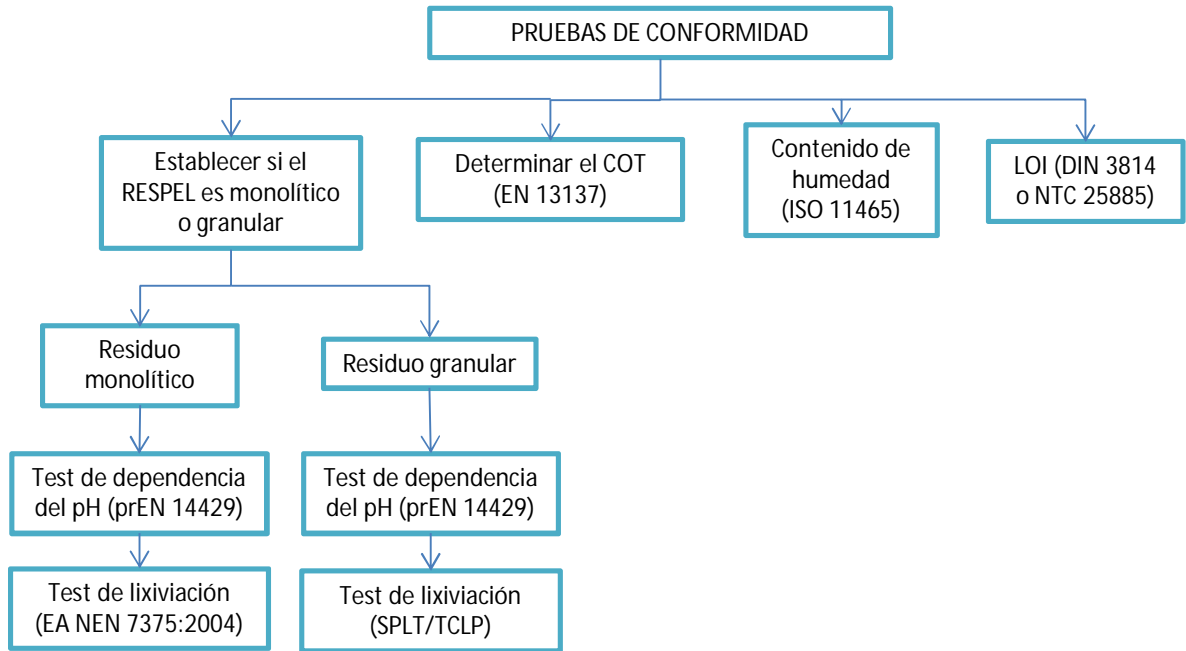 PRUEBAS DE CONFORMIDAD
Establecer si el
RESPEL es monolítico
o granular
Determinar el COT
(EN 13137)
Contenido de
humedad
(ISO 11465)
LOI (DIN 3814
o NTC 25885)
Residuo
monolítico
Residuo granular
Test de dependencia
del pH (prEN 14429)
Test de dependencia
del pH (prEN 14429)
Test de lixiviación
(EA NEN 7375:2004)
Test de lixiviación
(SPLT/TCLP)